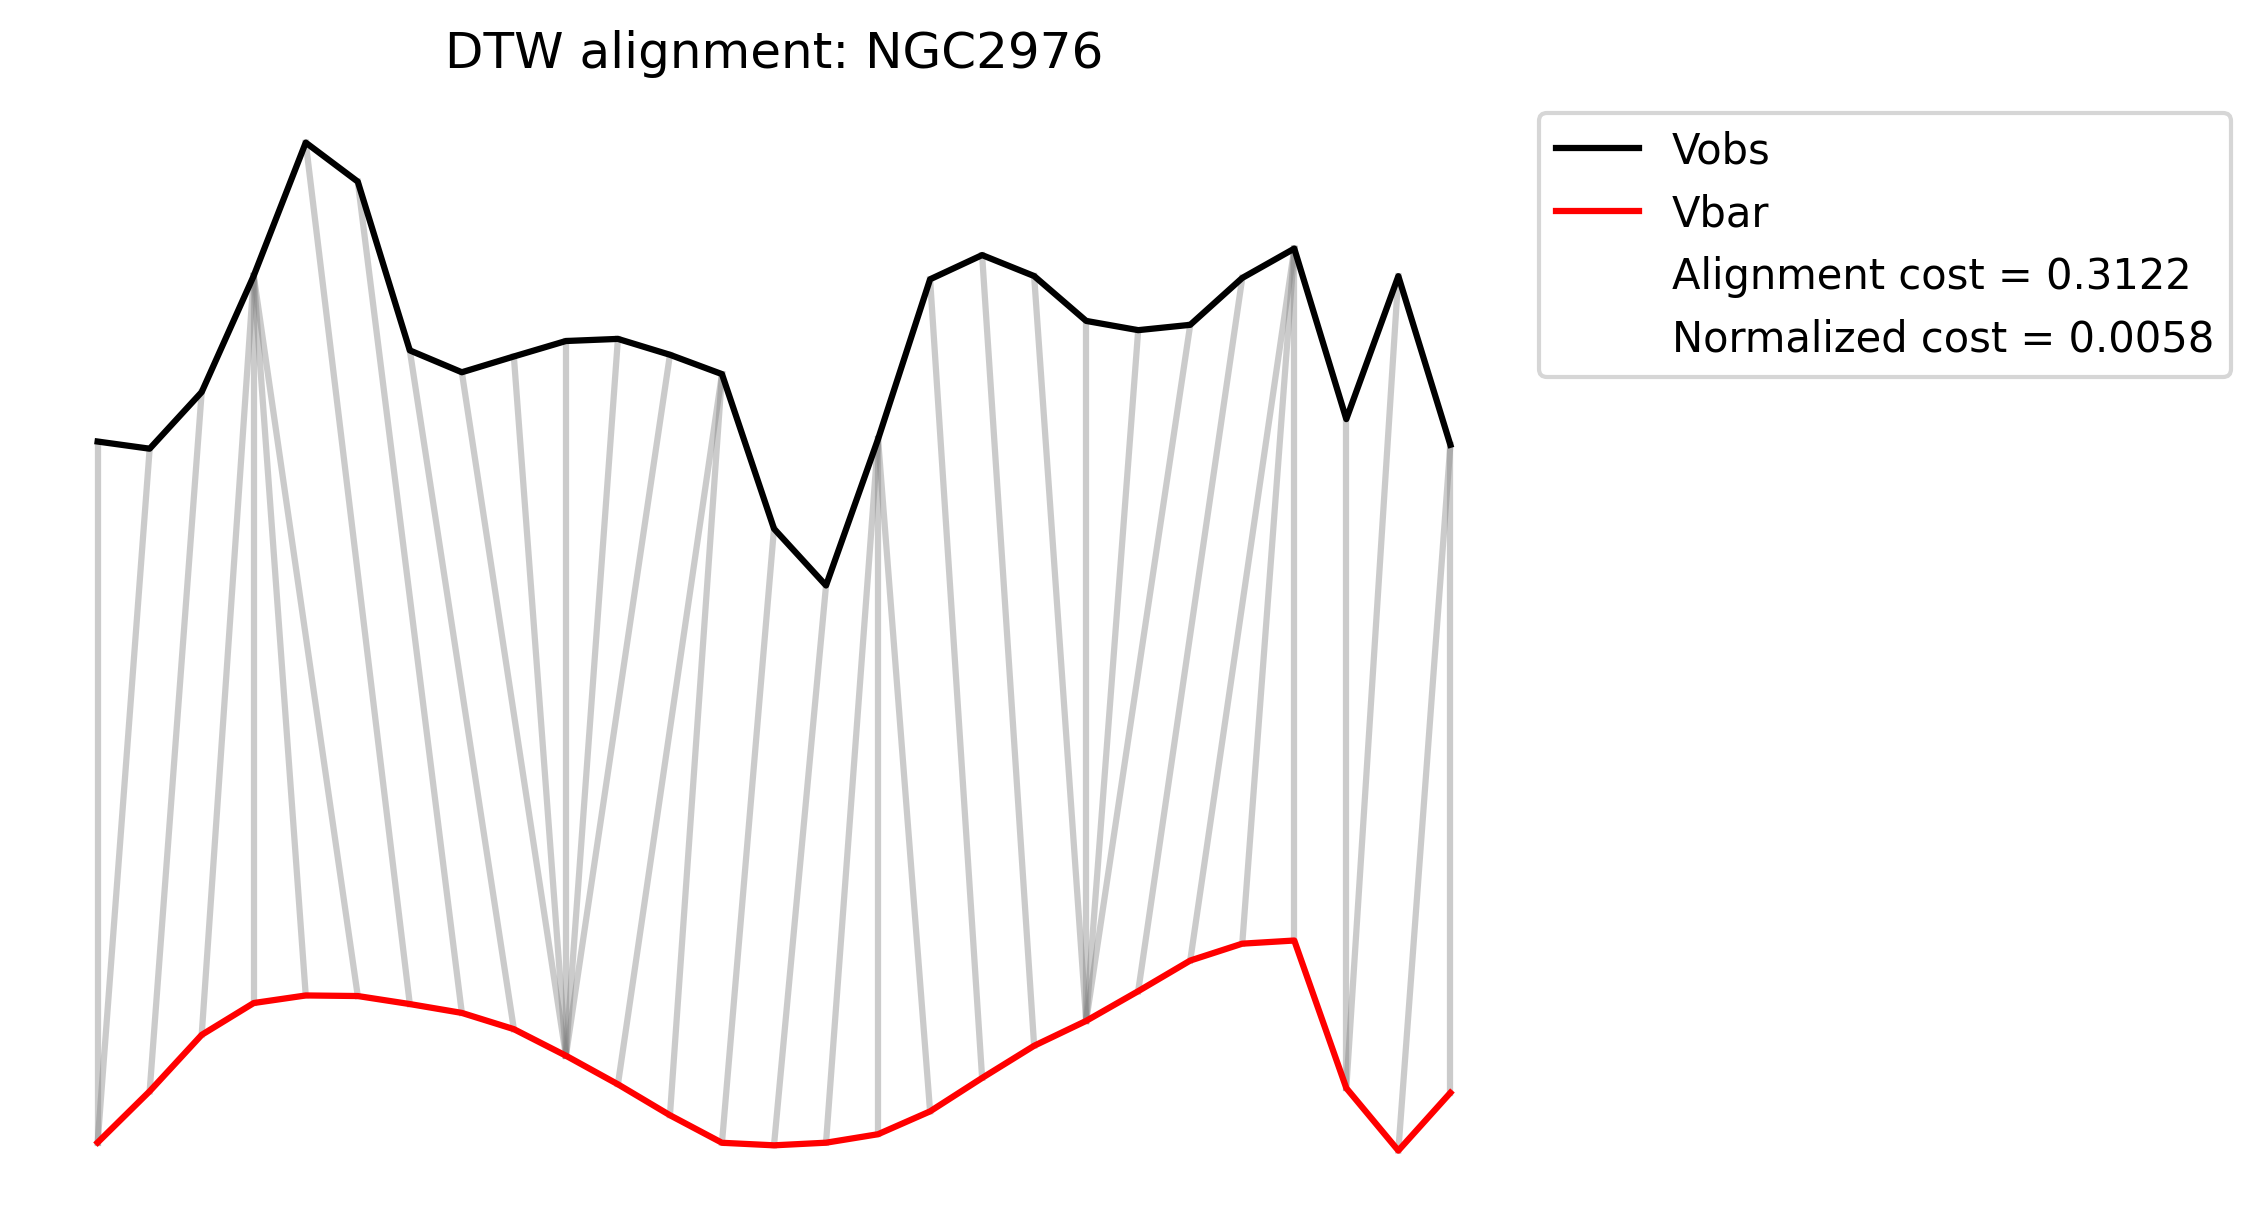 DTW alignment: NGC2976
Vobs
Vbar
Alignment cost = 0.3122
Normalized cost = 0.0058